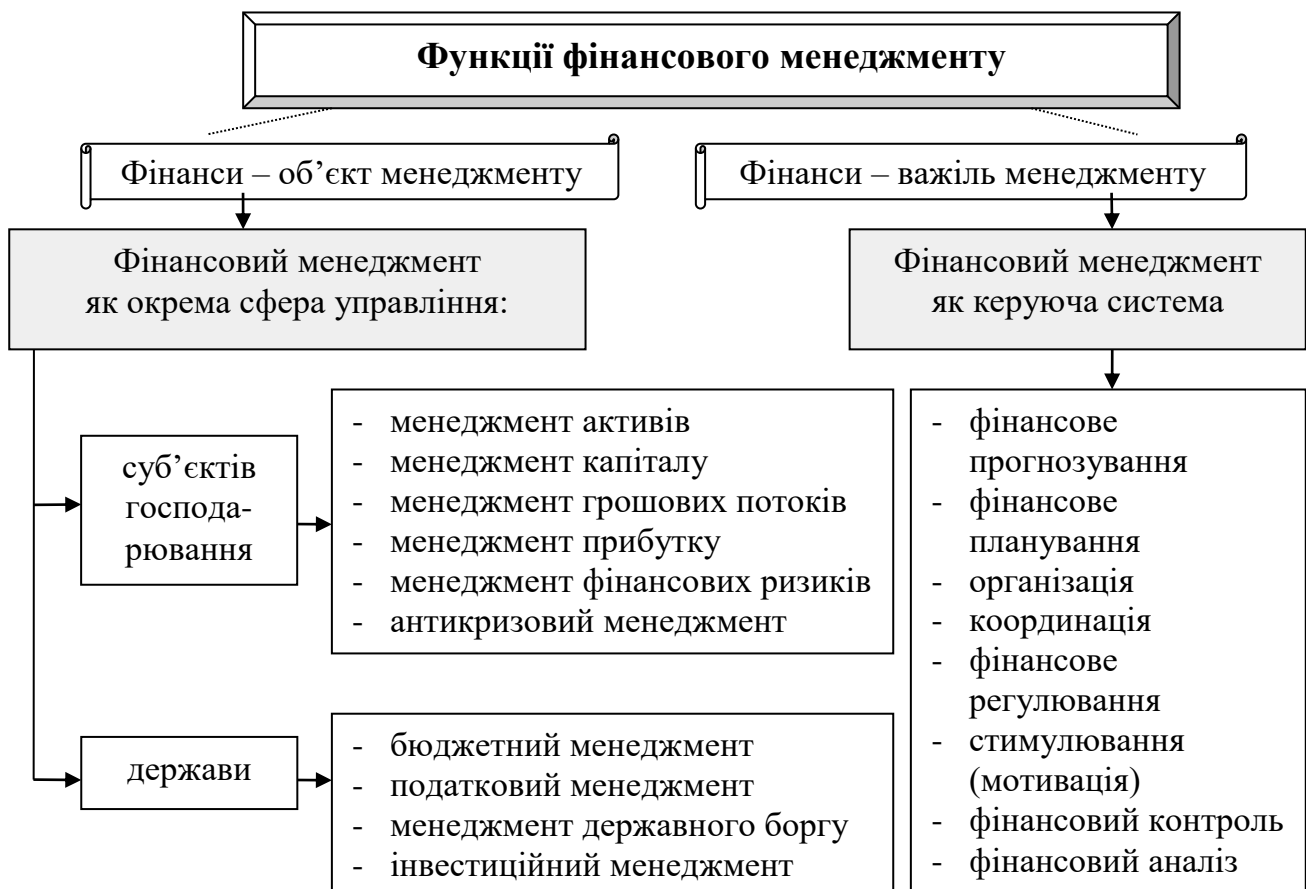 Функції фінансового менеджменту
Фінанси – об’єкт менеджменту
Фінанси – важіль менеджменту
Фінансовий менеджмент
як окрема сфера управління:
Фінансовий менеджмент
як керуюча система
суб’єктів
господа-
рювання
- менеджмент активів
- менеджмент капіталу
- менеджмент грошових потоків
- менеджмент прибутку
- менеджмент фінансових ризиків
- антикризовий менеджмент
держави
- бюджетний менеджмент
- податковий менеджмент
- менеджмент державного боргу
- інвестиційний менеджмент
- фінансове
прогнозування
- фінансове
планування
- організація
- координація
- фінансове
регулювання
- стимулювання
(мотивація)
- фінансовий контроль
- фінансовий аналіз